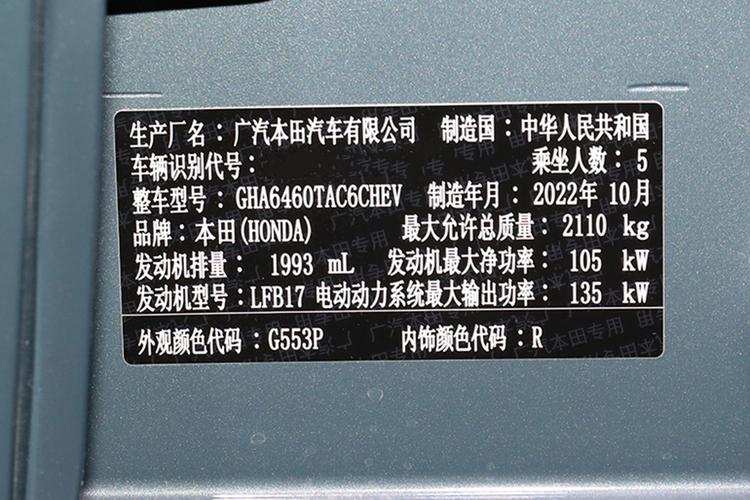 生产厂名：广汽本田汽车有限公司 制造国：中华人民共和国
车辆识别代号： 乘坐人数：5
整车型号：GHA6460TAC6CHEV 制造年月：2022年 10月
品牌：本田(HONDA) 最大允许总质量：2110 kg
发动机排量： 1993 mL 发动机最大净功率：105 kW
发动机型号：LFB17 电动动力系统最大输出功率：135 kW
外观颜色代码：G553P 内饰颜色代码：R